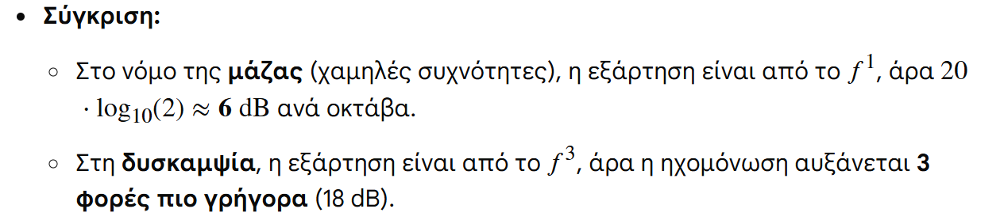 • Σύγκριση:
◦ Στο νόμο της μάζας (χαμηλές συχνότητες), η εξάρτηση είναι από το f¹, άρα 20
· log₁₀(2) ≈ 6 dB ανά οκτάβα.
◦ Στη δυσκαμψία, η εξάρτηση είναι από το f³, άρα η ηχομόνωση αυξάνεται 3
φορές πιο γρήγορα (18 dB).